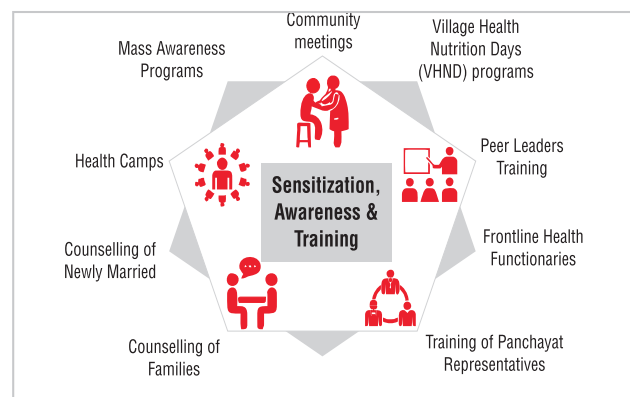 Community
meetings
Village Health
Nutrition Days
(VHND) programs
Peer Leaders
Training
Frontline Health
Functionaries
Training of Panchayat
Representatives
Counselling of
Families
Counselling of
Newly Married
Health Camps
Mass Awareness
Programs
Sensitization,
Awareness &
Training